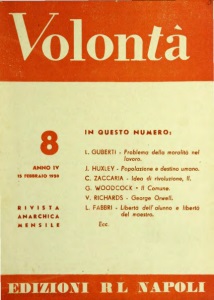 Volontà
8
ANNO IV
15 FEBBRAIO 1950
RIVISTA
ANARCHICA
MENSILE
IN QUESTO NUMERO:
L. GUBERTI - Problema della moralità nel
lavoro.
J. HUXLEY - Popolazione e destino umano.
C. ZACCARIA - Idea di rivoluzione, II.
G. WOODCOCK - Il Comune.
V. RICHARDS - George Orwell.
L. FABBRI - Libertà dell'alunno e libertà
del maestro.
Ecc.
EDIZIONI RL NAPOLI